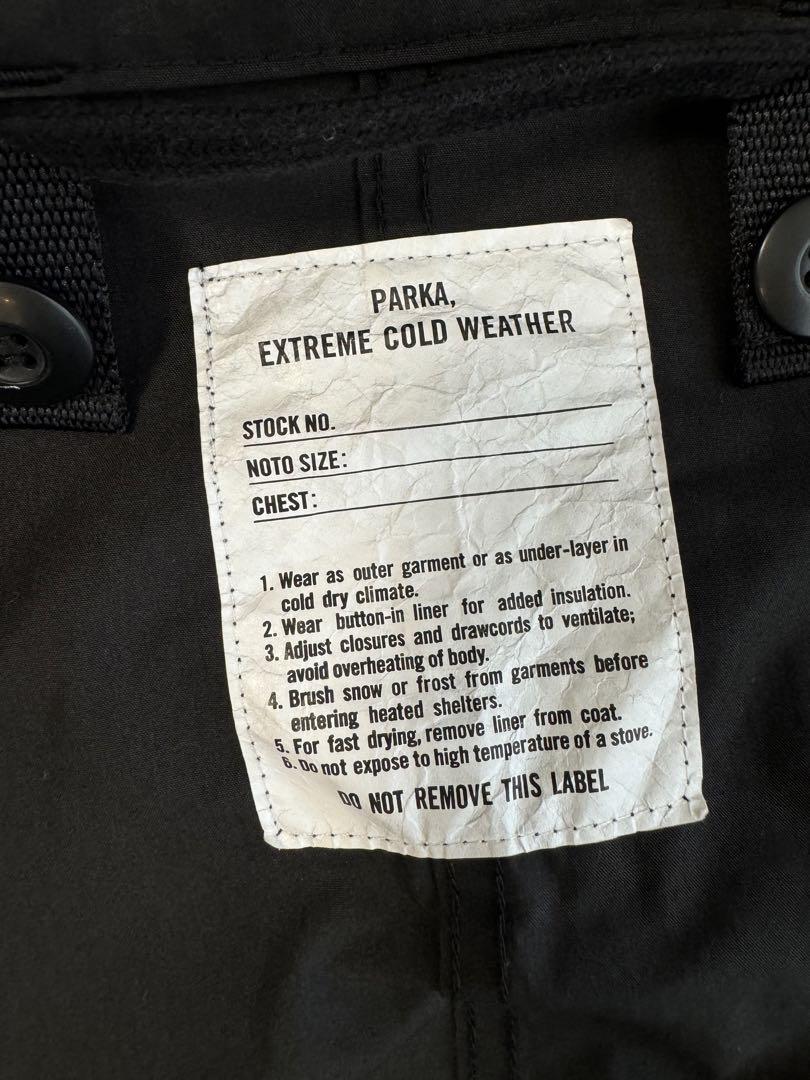 PARKA,
EXTREME COLD WEATHER
STOCK NO.
NOTO SIZE:
CHEST:
1. Wear as outer garment or as under-layer in
cold dry climate.
2. Wear button-in liner for added insulation.
3. Adjust closures and drawcords to ventilate;
avoid overheating of body.
4. Brush snow or frost from garments before
entering heated shelters.
5. For fast drying, remove liner from coat.
6. Do not expose to high temperature of a stove.
DO NOT REMOVE THIS LABEL